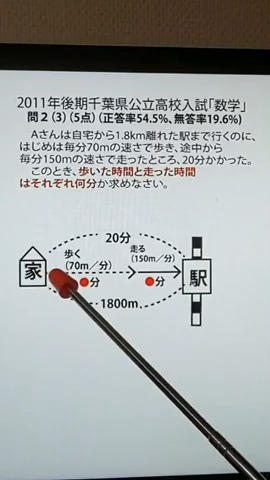 2011年後期千葉県公立高校入試「数学」
問2(3)(5点)(正答率54.5%、無答率19.6%)
Aさんは自宅から1.8km離れた駅まで行くのに、
はじめは毎分70mの速さで歩き、途中から
毎分150mの速さで走ったところ、20分かかった。
このとき、歩いた時間と走った時間
はそれぞれ何分か求めなさい。
20分
歩く
(70m/分)
走る
(150m/分)
家
分
分
駅
1800m